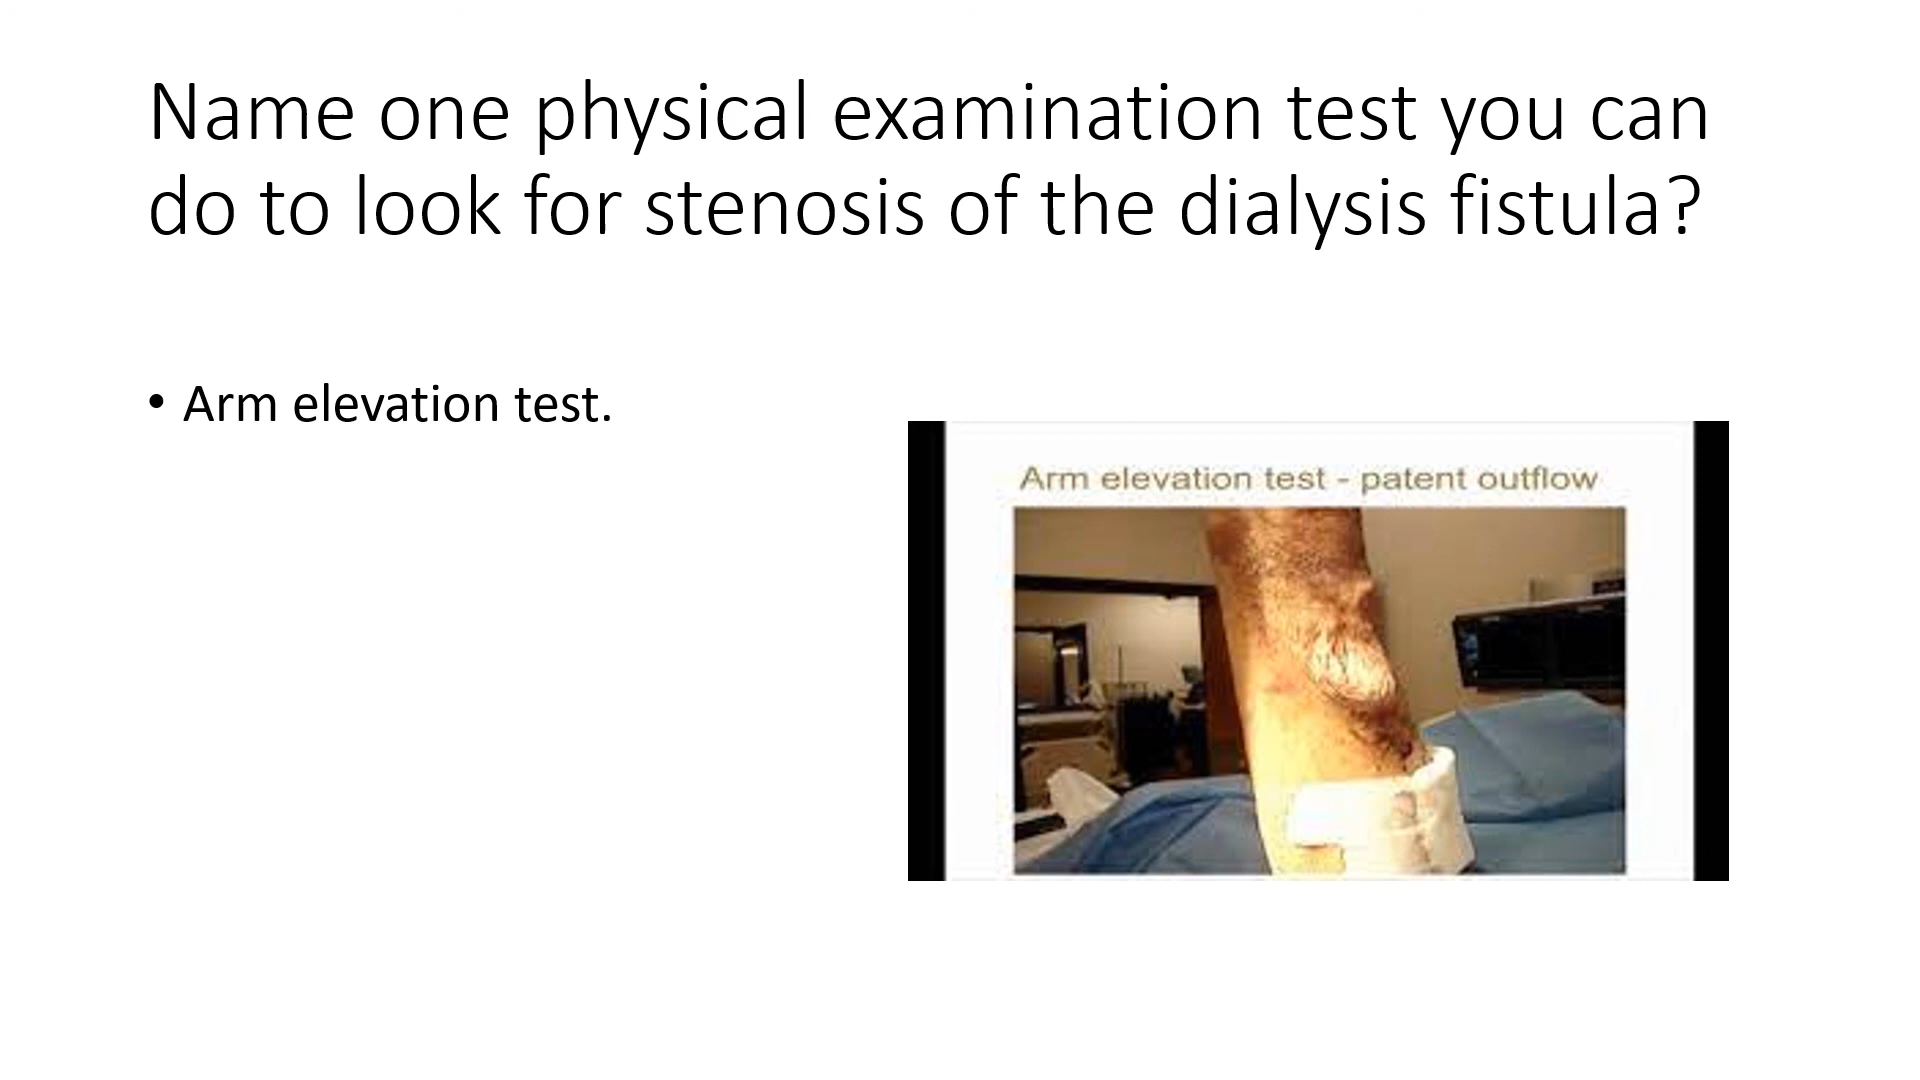 Name one physical examination test you can
do to look for stenosis of the dialysis fistula?
• Arm elevation test.
Arm elevation test - patent outflow